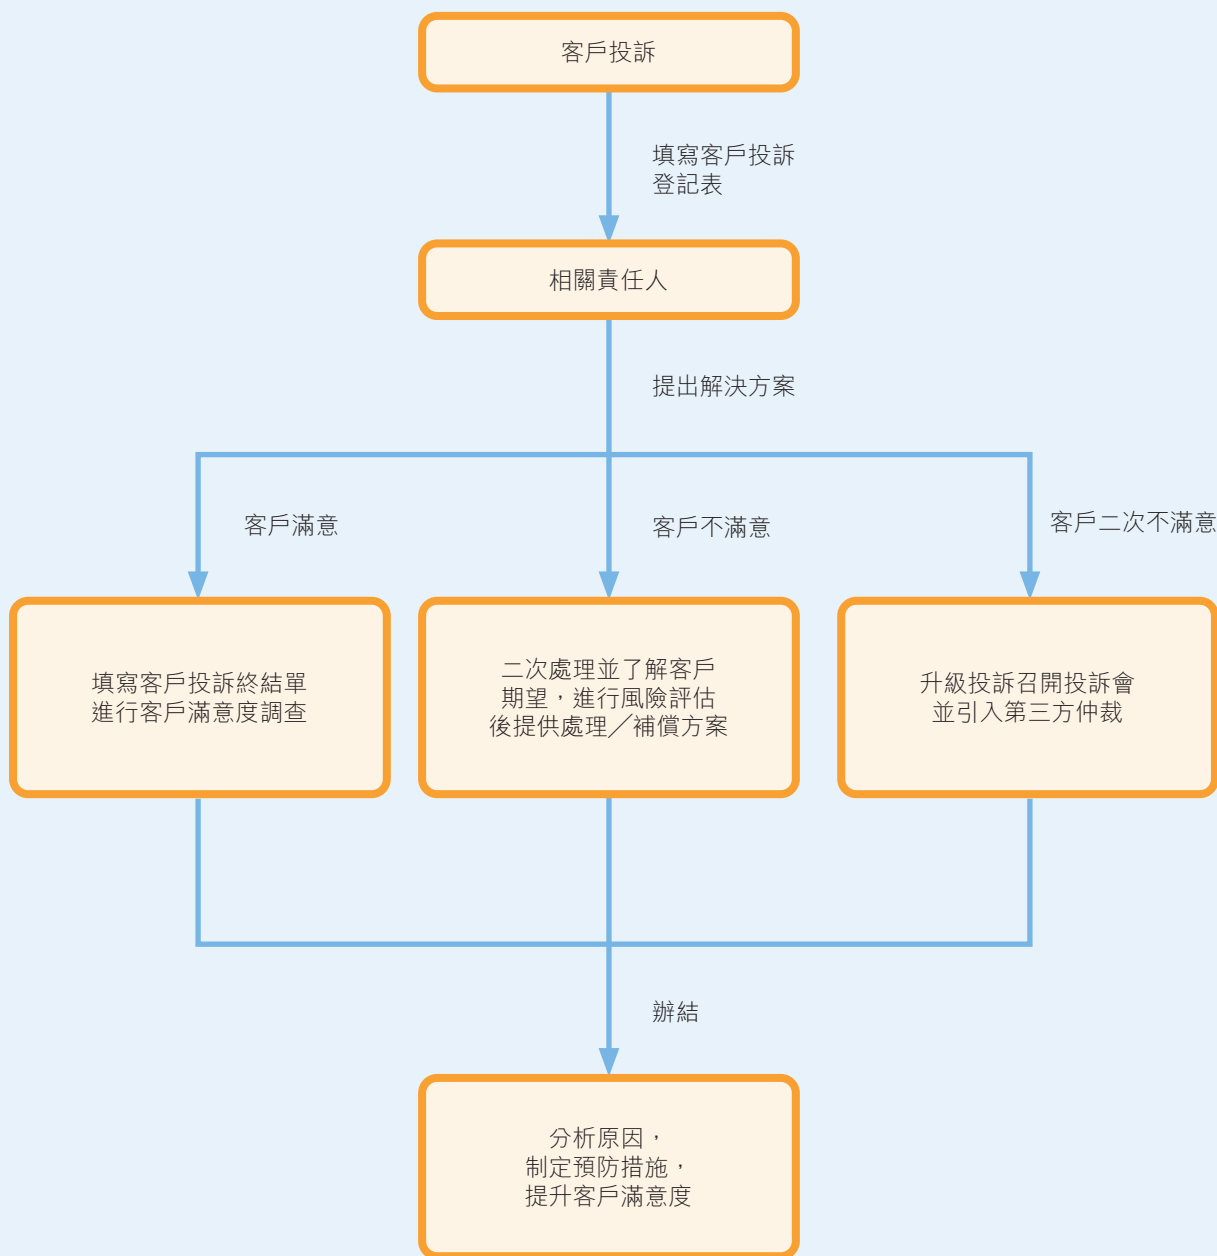 客戶投訴
填寫客戶投訴
登記表
相關責任人
提出解決方案
客戶滿意
客戶不滿意
客戶二次不滿意
填寫客戶投訴終結單
進行客戶滿意度調查
二次處理並了解客戶
期望，進行風險評估
後提供處理／補償方案
升級投訴召開投訴會
並引入第三方仲裁
辦結
分析原因，
制定預防措施，
提升客戶滿意度